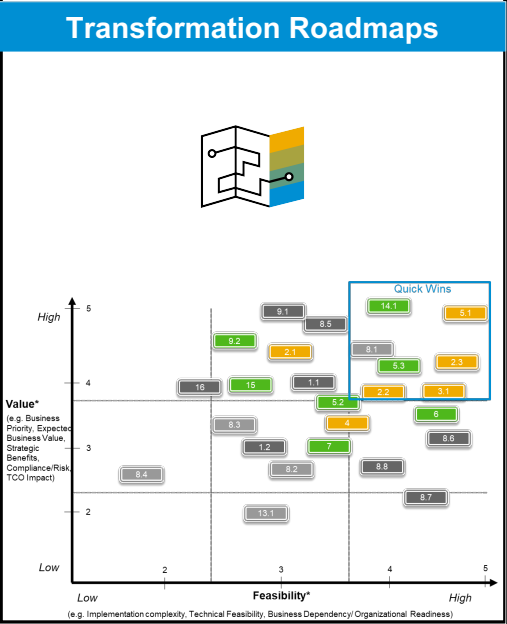 Transformation Roadmaps
Quick Wins
High
5
9.1
14.1
5.1
8.5
9.2
2.1
8.1
5.3
2.3
4
16
15
1.1
2.2
3.1
5.2
Value*
(e.g. Business
Priority, Expected
Business Value,
Strategic
Benefits,
Compliance/Risk,
TCO Impact)
8.3
4
6
3
1.2
7
8.6
8.4
8.2
8.8
8.7
2
13.1
Low
2
3
4
5
Low
Feasibility*
High
(e.g. Implementation complexity, Technical Feasibility, Business Dependency/ Organizational Readiness)